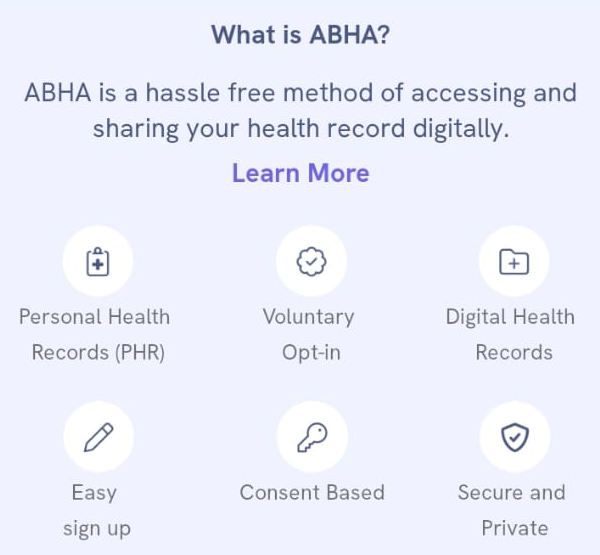 What is ABHA?
ABHA is a hassle free method of accessing and
sharing your health record digitally.
Learn More
Personal Health
Records (PHR)
Voluntary
Opt-in
Digital Health
Records
Easy
sign up
Consent Based
Secure and
Private